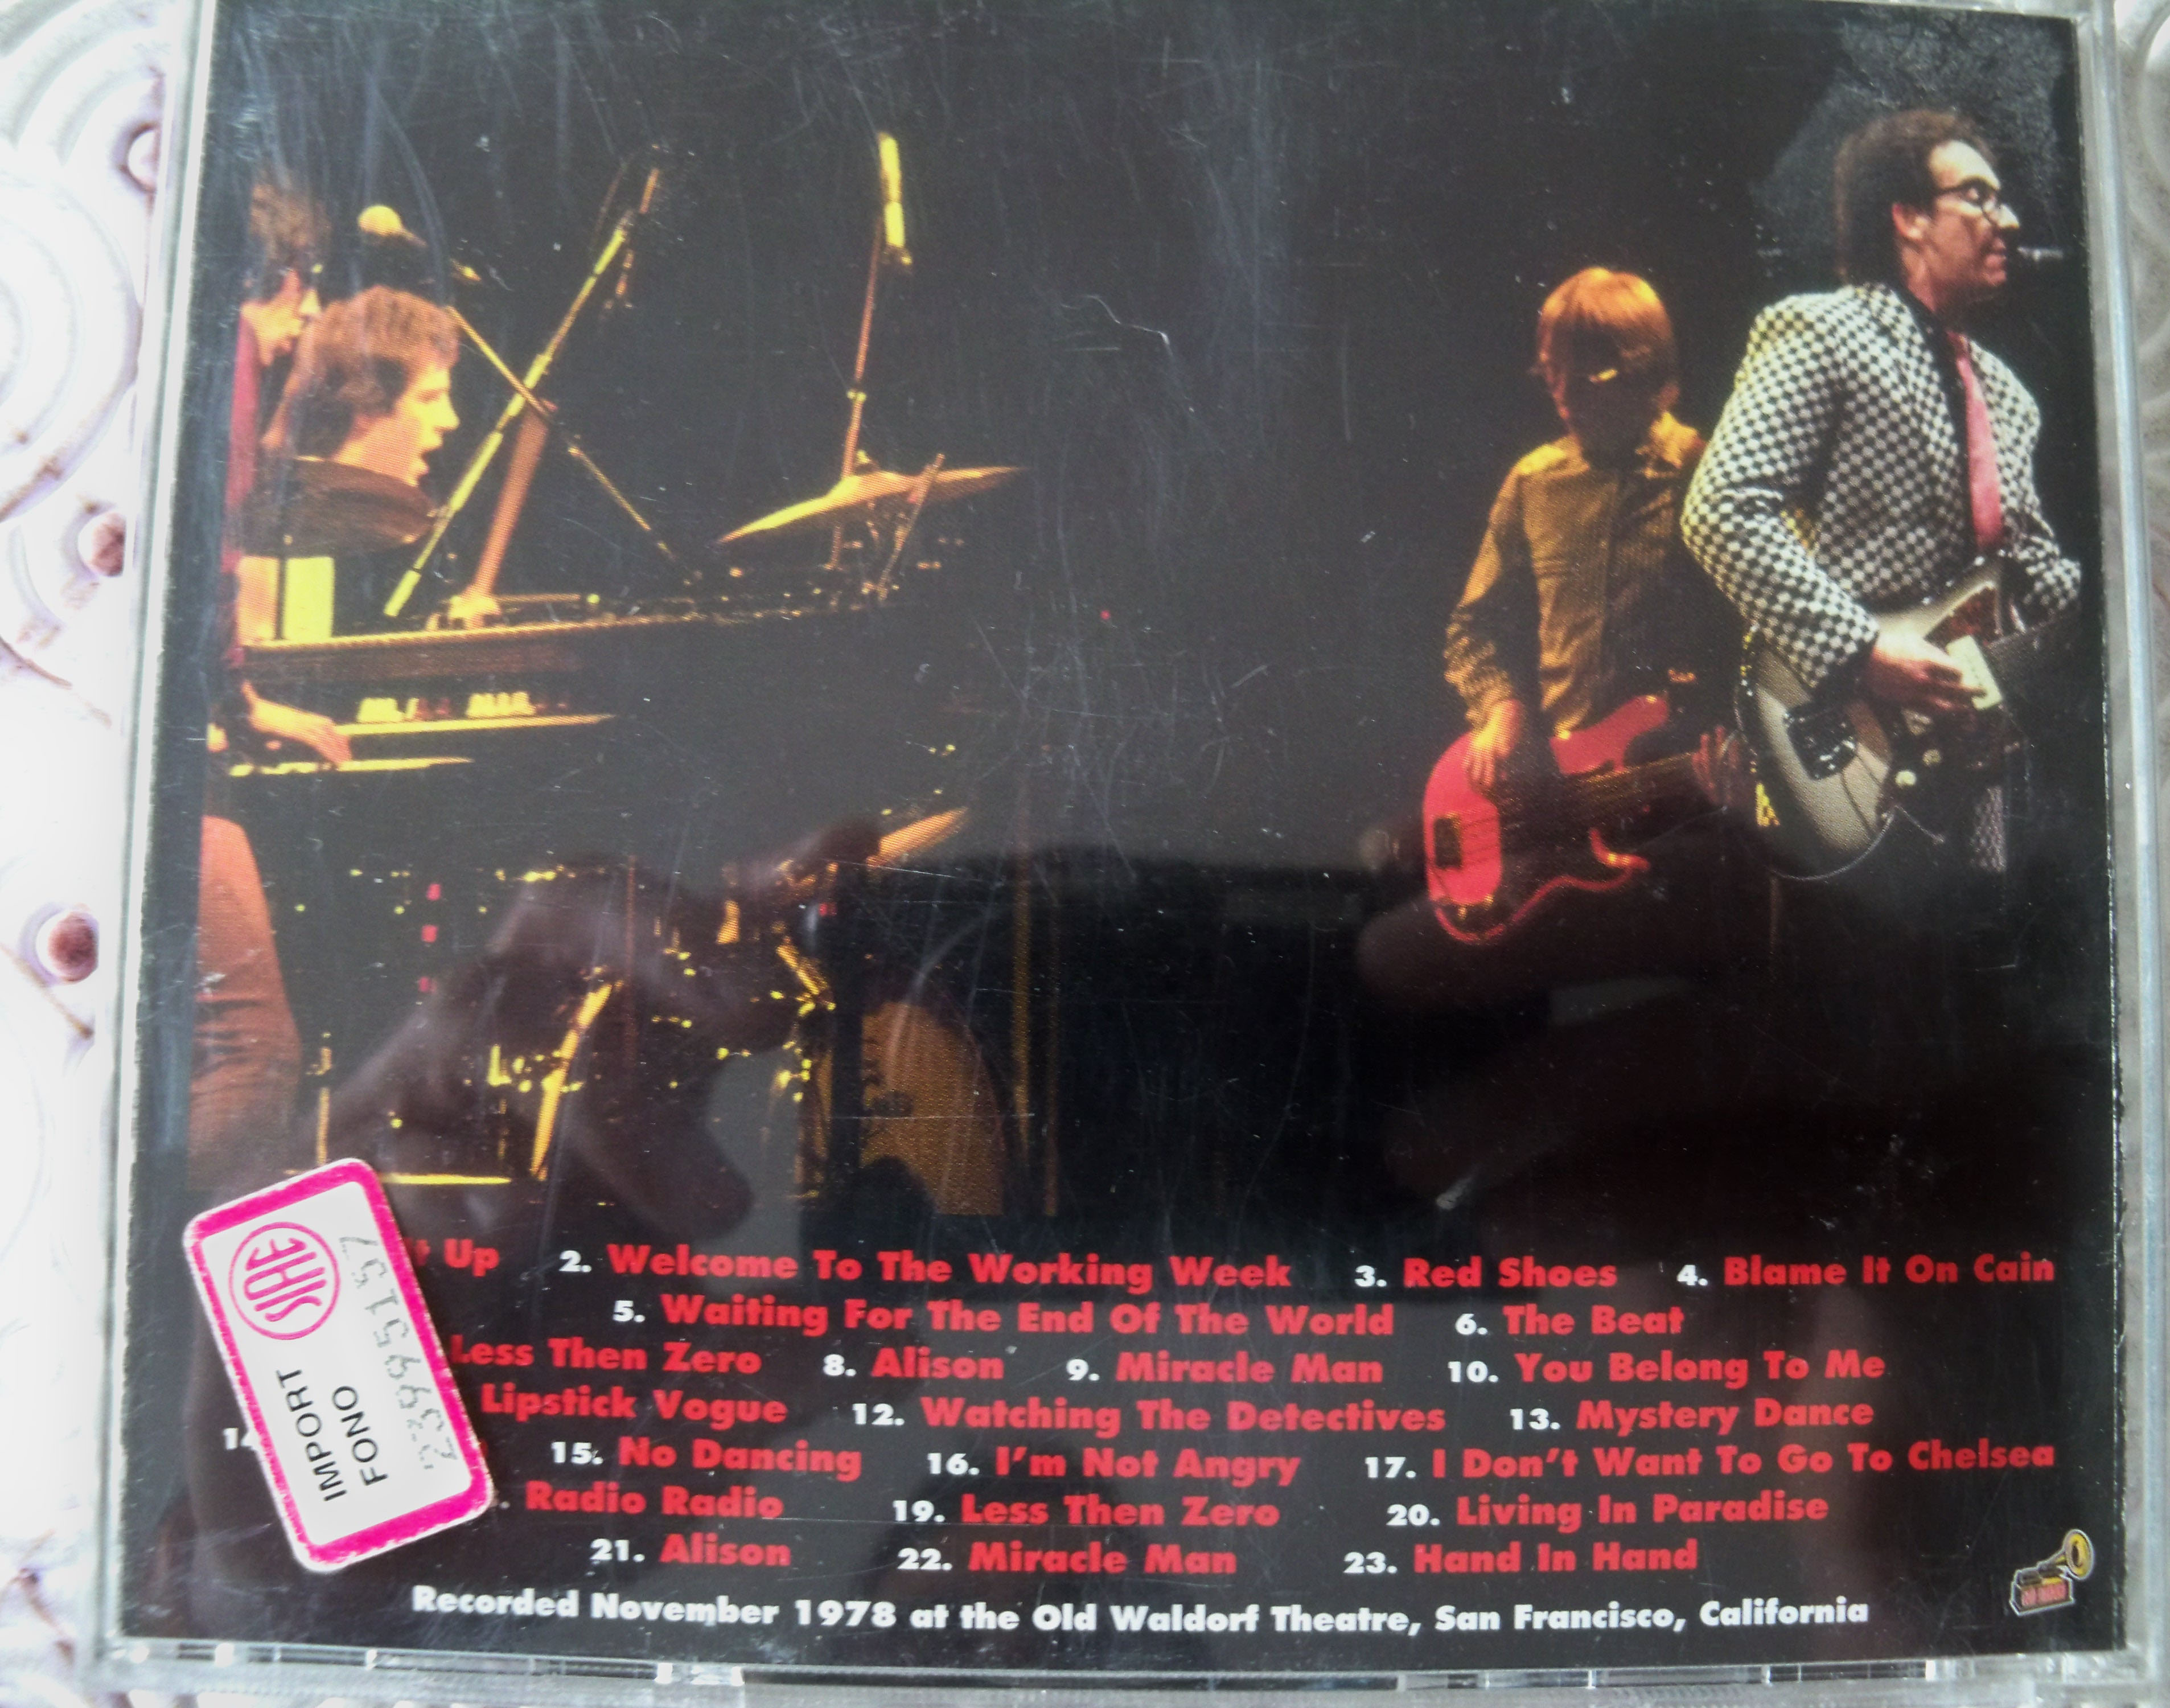 t Up 2. Welcome To The Working Week 3. Red Shoes 4. Blame It On Cain
5. Waiting For The End Of The World 6. The Beat
Less Then Zero 8. Alison 9. Miracle Man 10. You Belong To Me
Lipstick Vogue 12. Watching The Detectives 13. Mystery Dance
14 15. No Dancing 16. I'm Not Angry 17. I Don't Want To Go To Chelsea
. Radio Radio 19. Less Then Zero 20. Living In Paradise
21. Alison 22. Miracle Man 23. Hand In Hand
Recorded November 1978 at the Old Waldorf Theatre, San Francisco, California
IMPORT
FONO